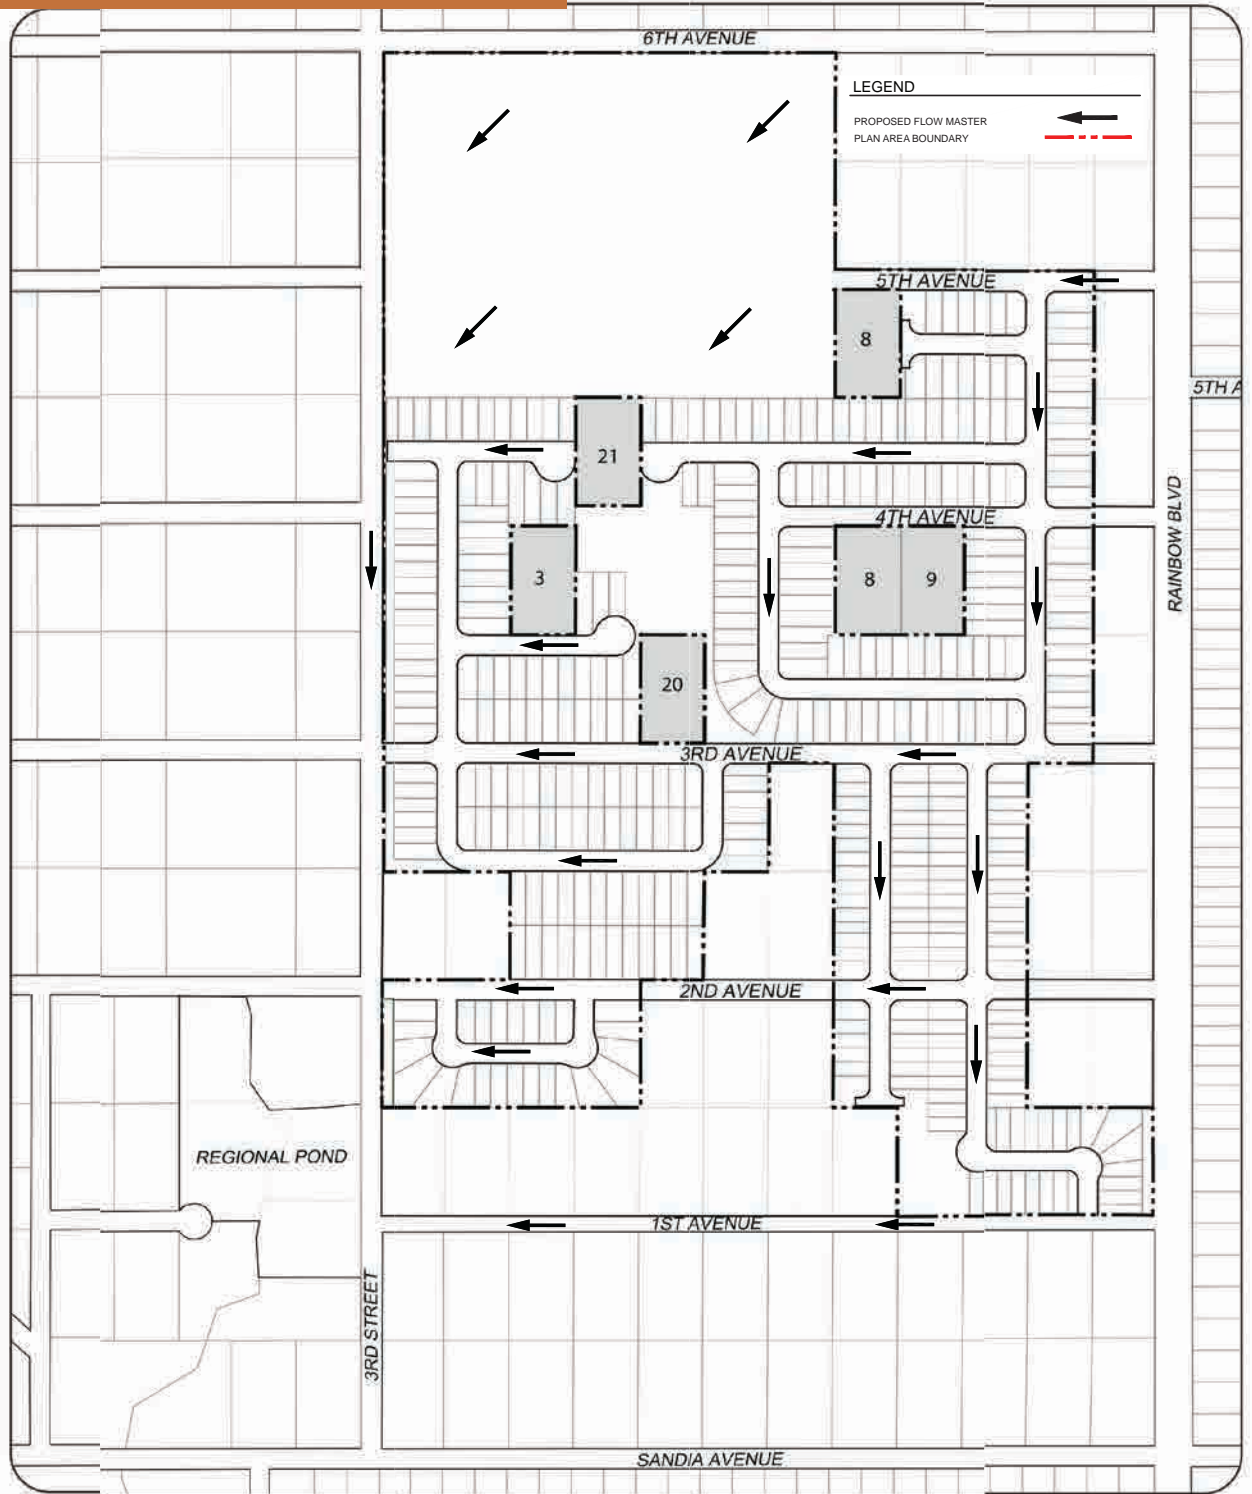 6TH AVENUE
LEGEND
PROPOSED FLOW MASTER
PLAN AREA BOUNDARY
5TH AVENUE
8
5TH A
21
RAINBOW BLVD
4TH AVENUE
3
8
9
20
3RD AVENUE
2ND AVENUE
REGIONAL POND
1ST AVENUE
3RD STREET
SANDIA AVENUE